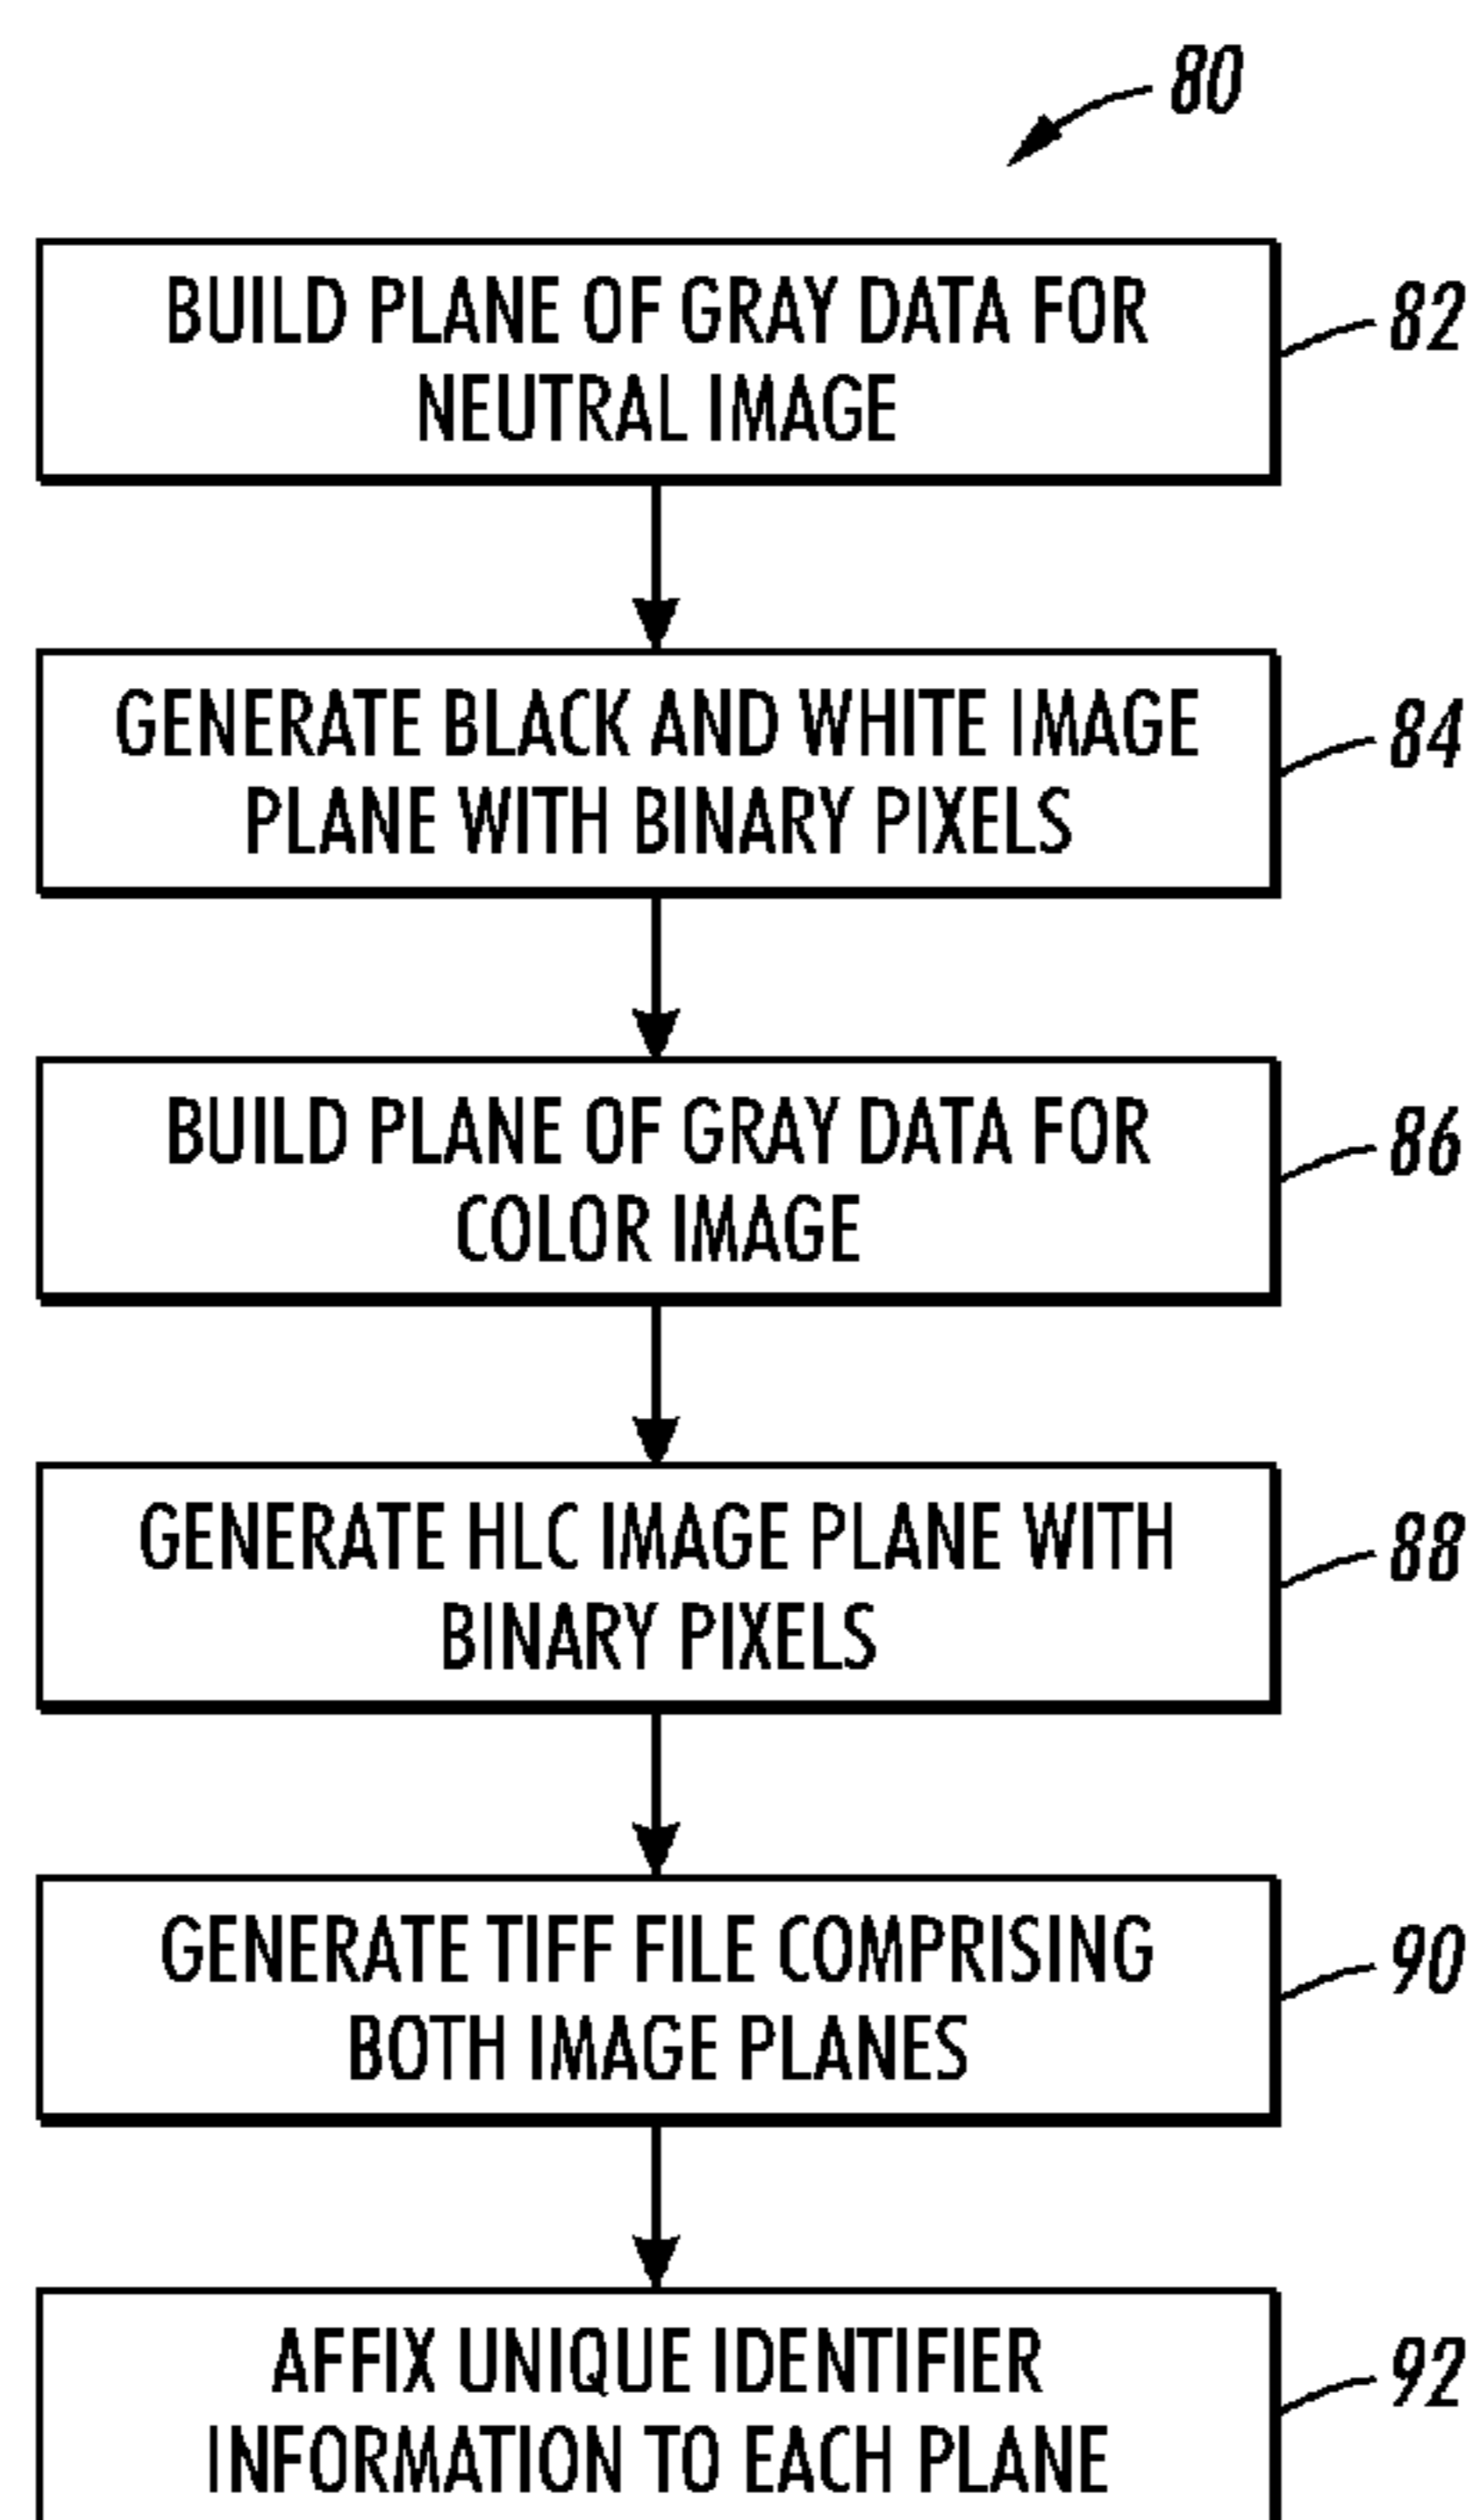 80
BUILD PLANE OF GRAY DATA FOR
NEUTRAL IMAGE
82
GENERATE BLACK AND WHITE IMAGE
PLANE WITH BINARY PIXELS
84
BUILD PLANE OF GRAY DATA FOR
COLOR IMAGE
86
GENERATE HLC IMAGE PLANE WITH
BINARY PIXELS
88
GENERATE TIFF FILE COMPRISING
BOTH IMAGE PLANES
90
AFFIX UNIQUE IDENTIFIER
INFORMATION TO EACH PLANE
92